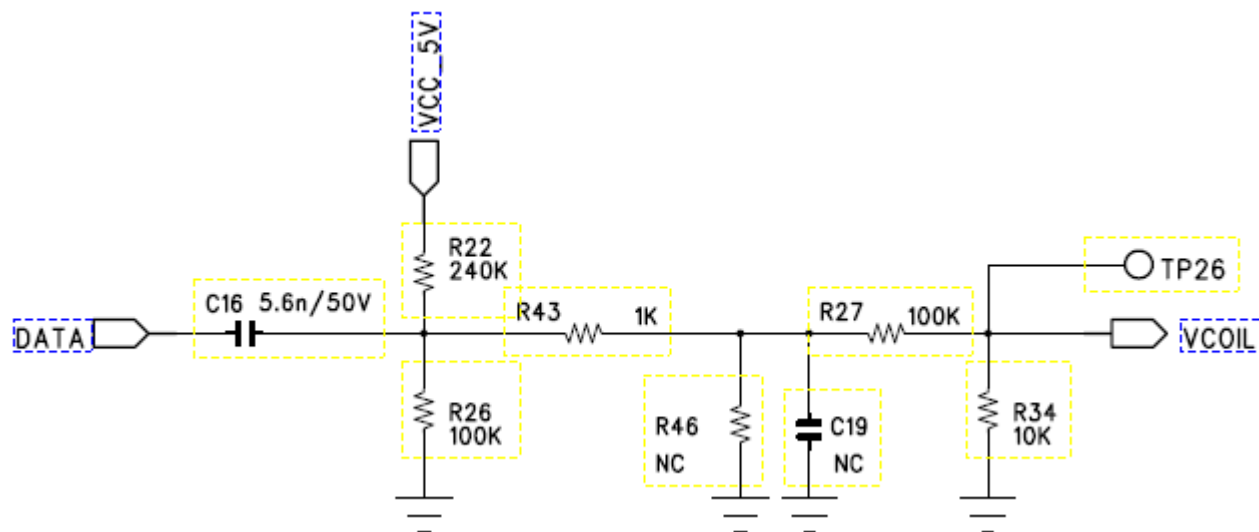 VCC_5V
R22
240K
C16 5.6n/50V
DATA
R43 1K
R27 100K
TP26
VCOIL
R26
100K
R46
NC
C19
NC
R34
10K